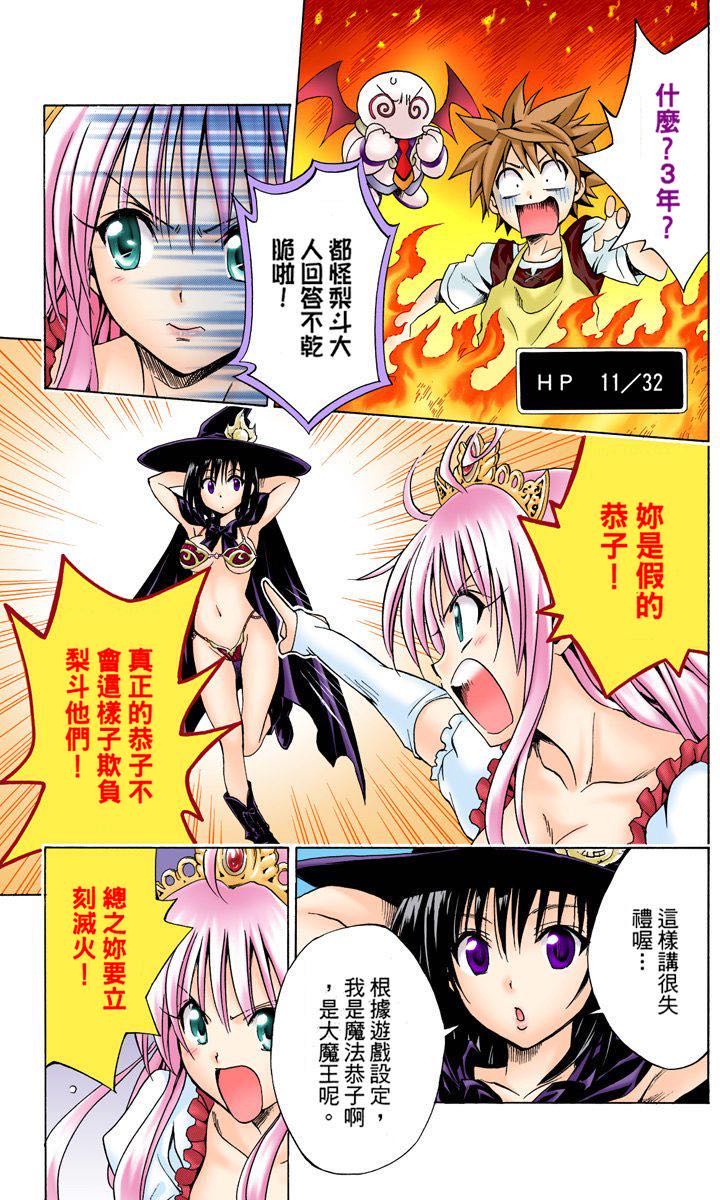 什麼?3年?
HP 11/32
都怪梨斗大
人回答不乾
脆啦!
妳是假的
恭子!
真正的恭子不
會這樣子欺負
梨斗他們!
這樣講很失
禮喔…
根據遊戲設定,
我是魔法恭子啊
,是大魔王呢。
總之妳要立
刻滅火!